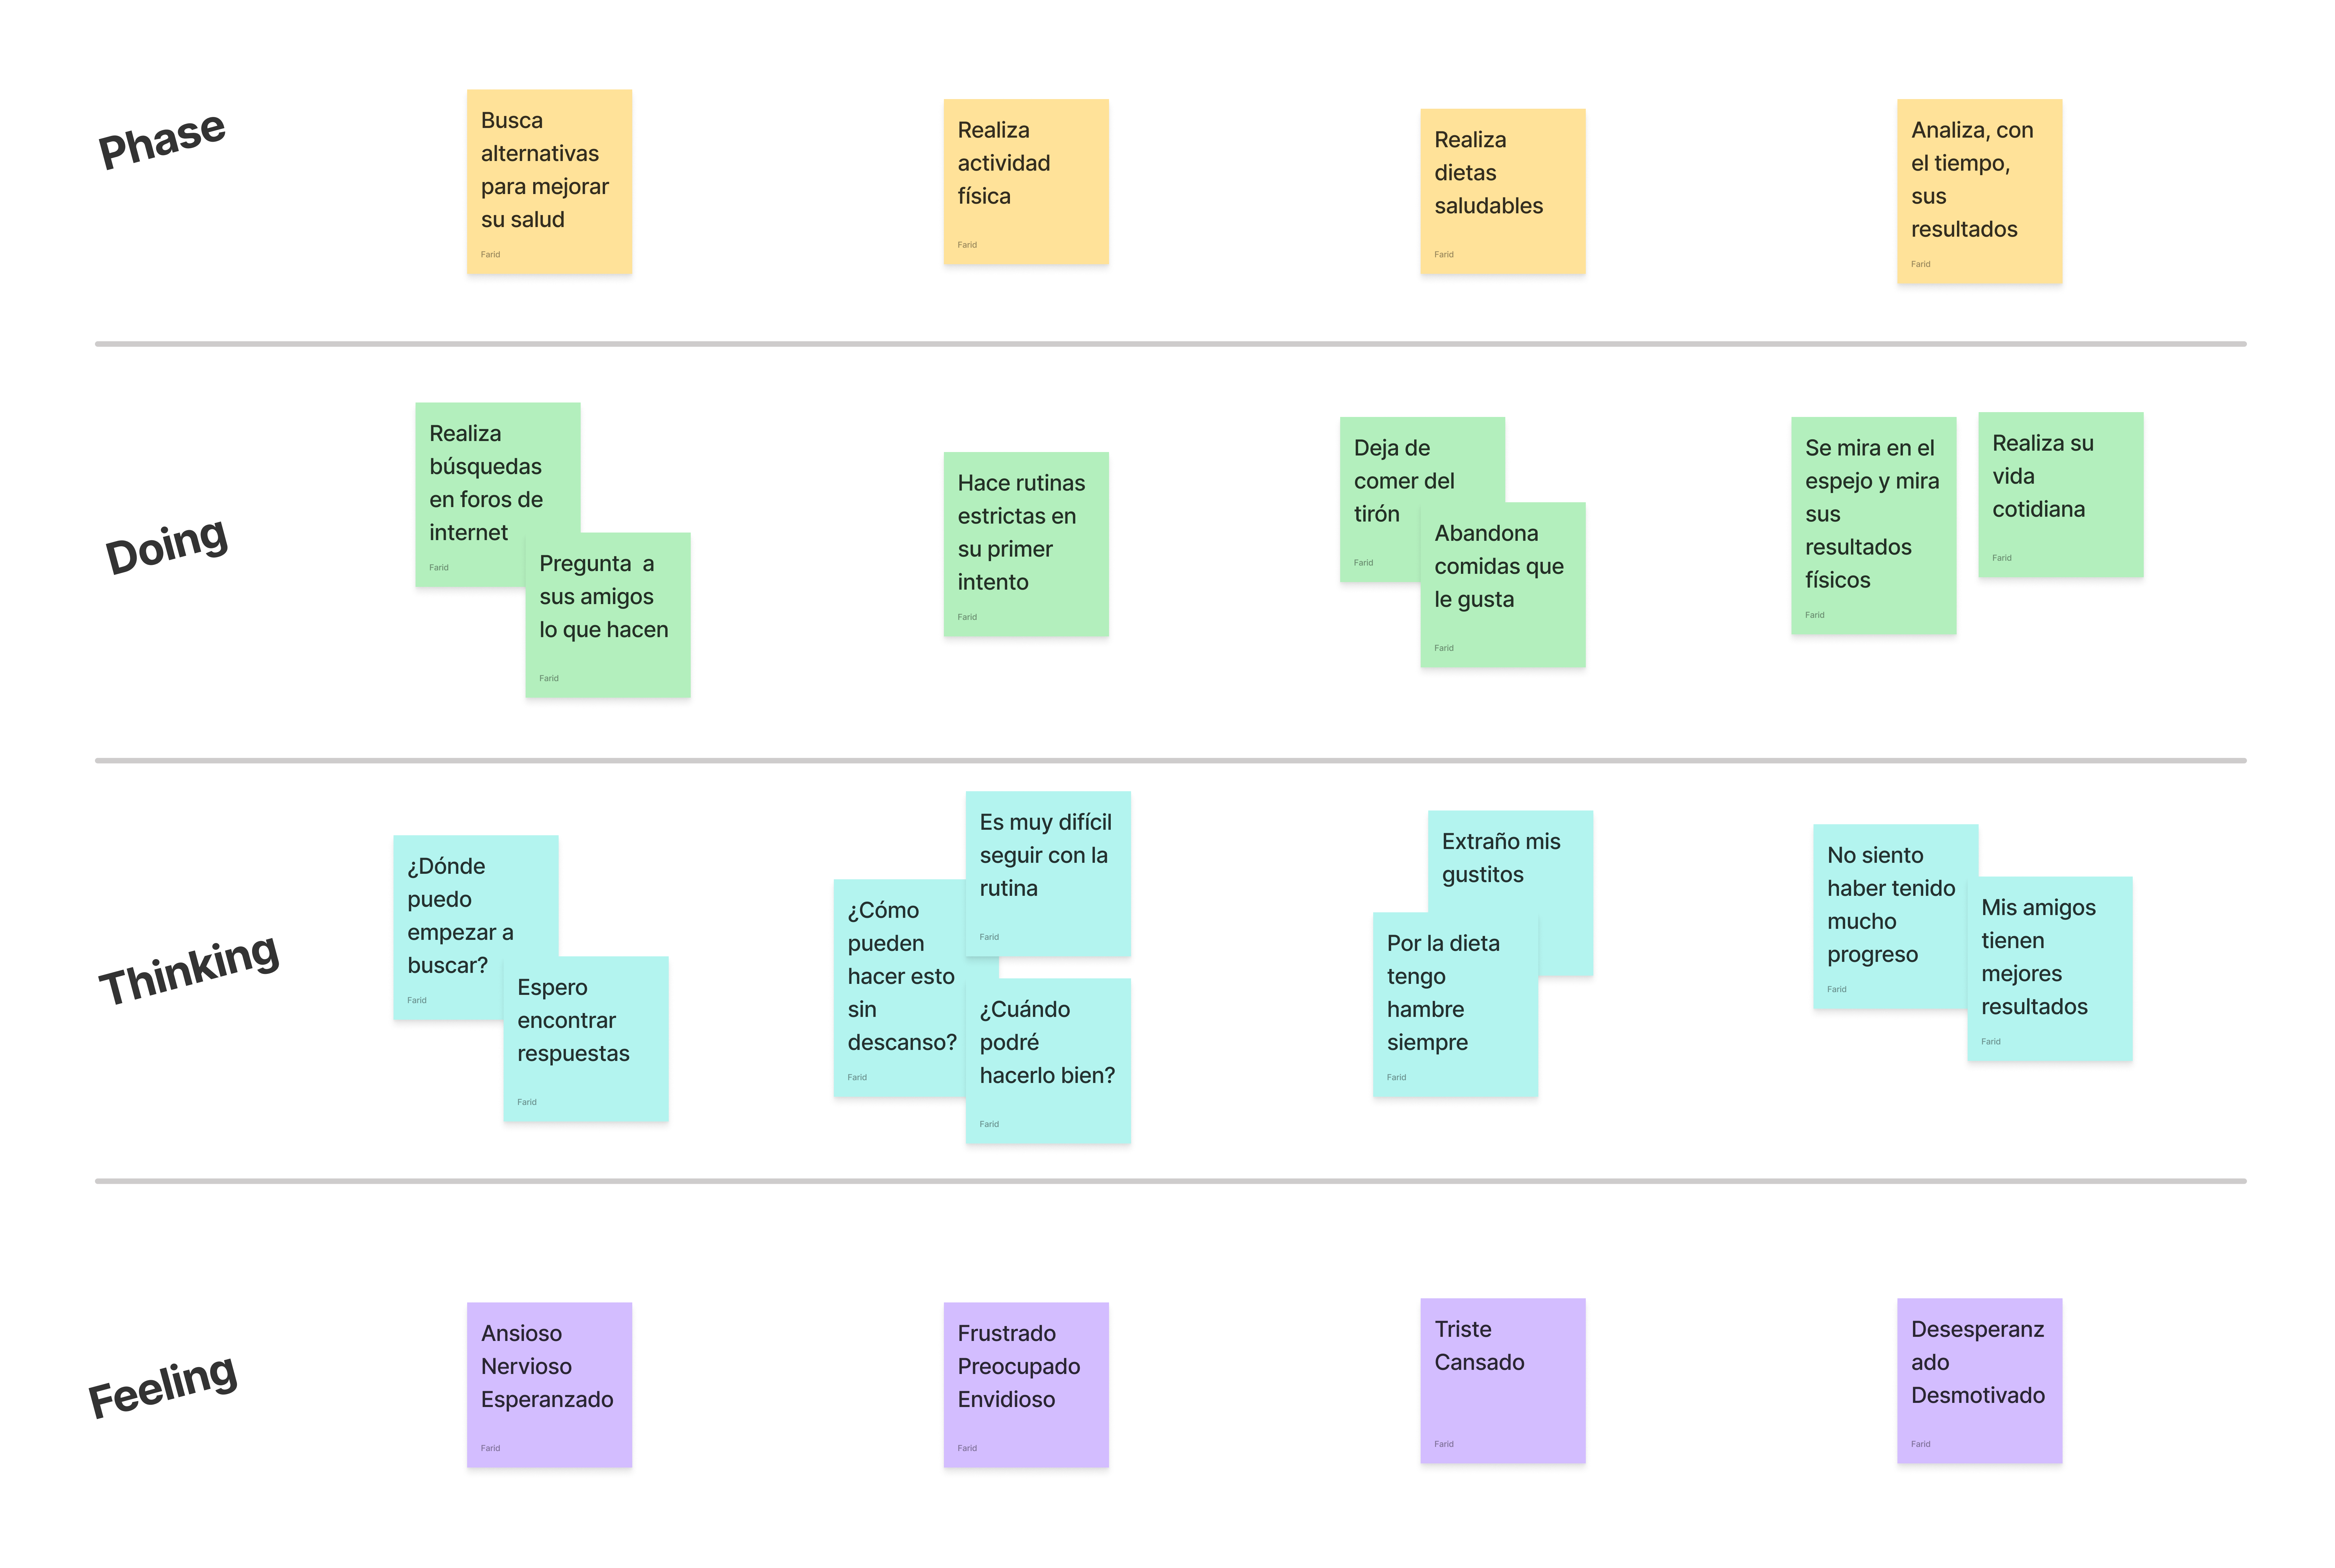 Phase
Busca
alternativas
para mejorar
su salud
Farid
Realiza
actividad
física
Farid
Realiza
dietas
saludables
Farid
Analiza, con
el tiempo,
sus
resultados
Farid
Doing
Realiza
búsquedas
en foros de
internet
Farid
Pregunta  a
sus amigos
lo que hacen
Farid
Hace rutinas
estrictas en
su primer
intento
Farid
Deja de
comer del
tirón
Farid
Abandona
comidas que
le gusta
Farid
Se mira en el
espejo y mira
sus
resultados
físicos
Farid
Realiza su
vida
cotidiana
Farid
Thinking
¿Dónde
puedo
empezar a
buscar?
Farid
Espero
encontrar
respuestas
Farid
¿Cómo
pueden
hacer esto
sin
descanso?
Farid
Es muy difícil
seguir con la
rutina
Farid
¿Cuándo
podré
hacerlo bien?
Farid
Extraño mis
gustitos
Por la dieta
tengo
hambre
siempre
Farid
No siento
haber tenido
mucho
progreso
Farid
Mis amigos
tienen
mejores
resultados
Farid
Feeling
Ansioso
Nervioso
Esperanzado
Farid
Frustrado
Preocupado
Envidioso
Farid
Triste
Cansado
Farid
Desesperanz
ado
Desmotivado
Farid